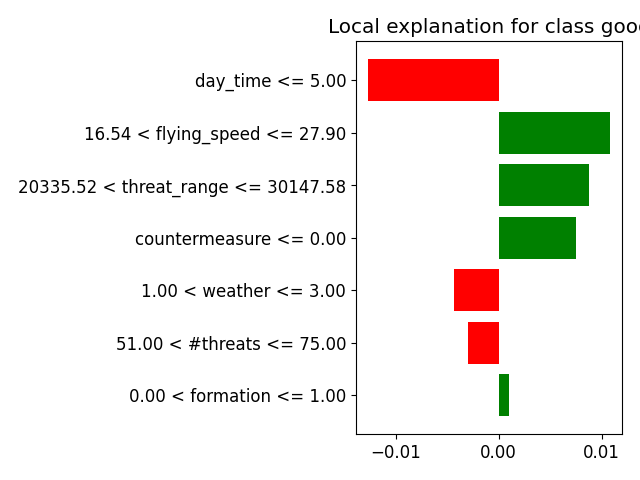 Local explanation for class goo
day_time <= 5.00
16.54 < flying_speed <= 27.90
20335.52 < threat_range <= 30147.58
countermeasure <= 0.00
1.00 < weather <= 3.00
51.00 < #threats <= 75.00
0.00 < formation <= 1.00
−0.01 0.00 0.01